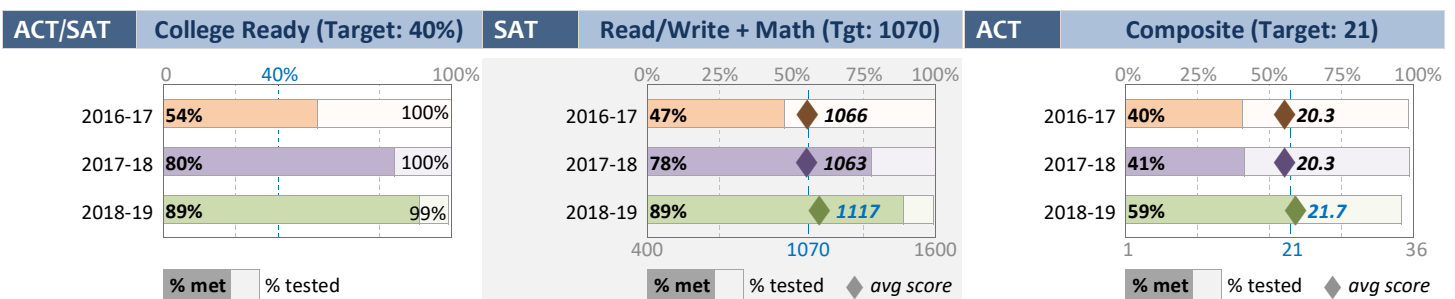 ACT/SAT College Ready (Target: 40%)
0 40% 100%
2016-17 54% 100%
2017-18 80% 100%
2018-19 89% 99%
% met % tested
SAT Read/Write + Math (Tgt: 1070)
0% 25% 50% 75% 100%
2016-17 47% 1066
2017-18 78% 1063
2018-19 89% 1117
400 1070 1600
% met % tested avg score
ACT Composite (Target: 21)
0% 25% 50% 75% 100%
2016-17 40% 20.3
2017-18 41% 20.3
2018-19 59% 21.7
1 21 36
% met % tested avg score